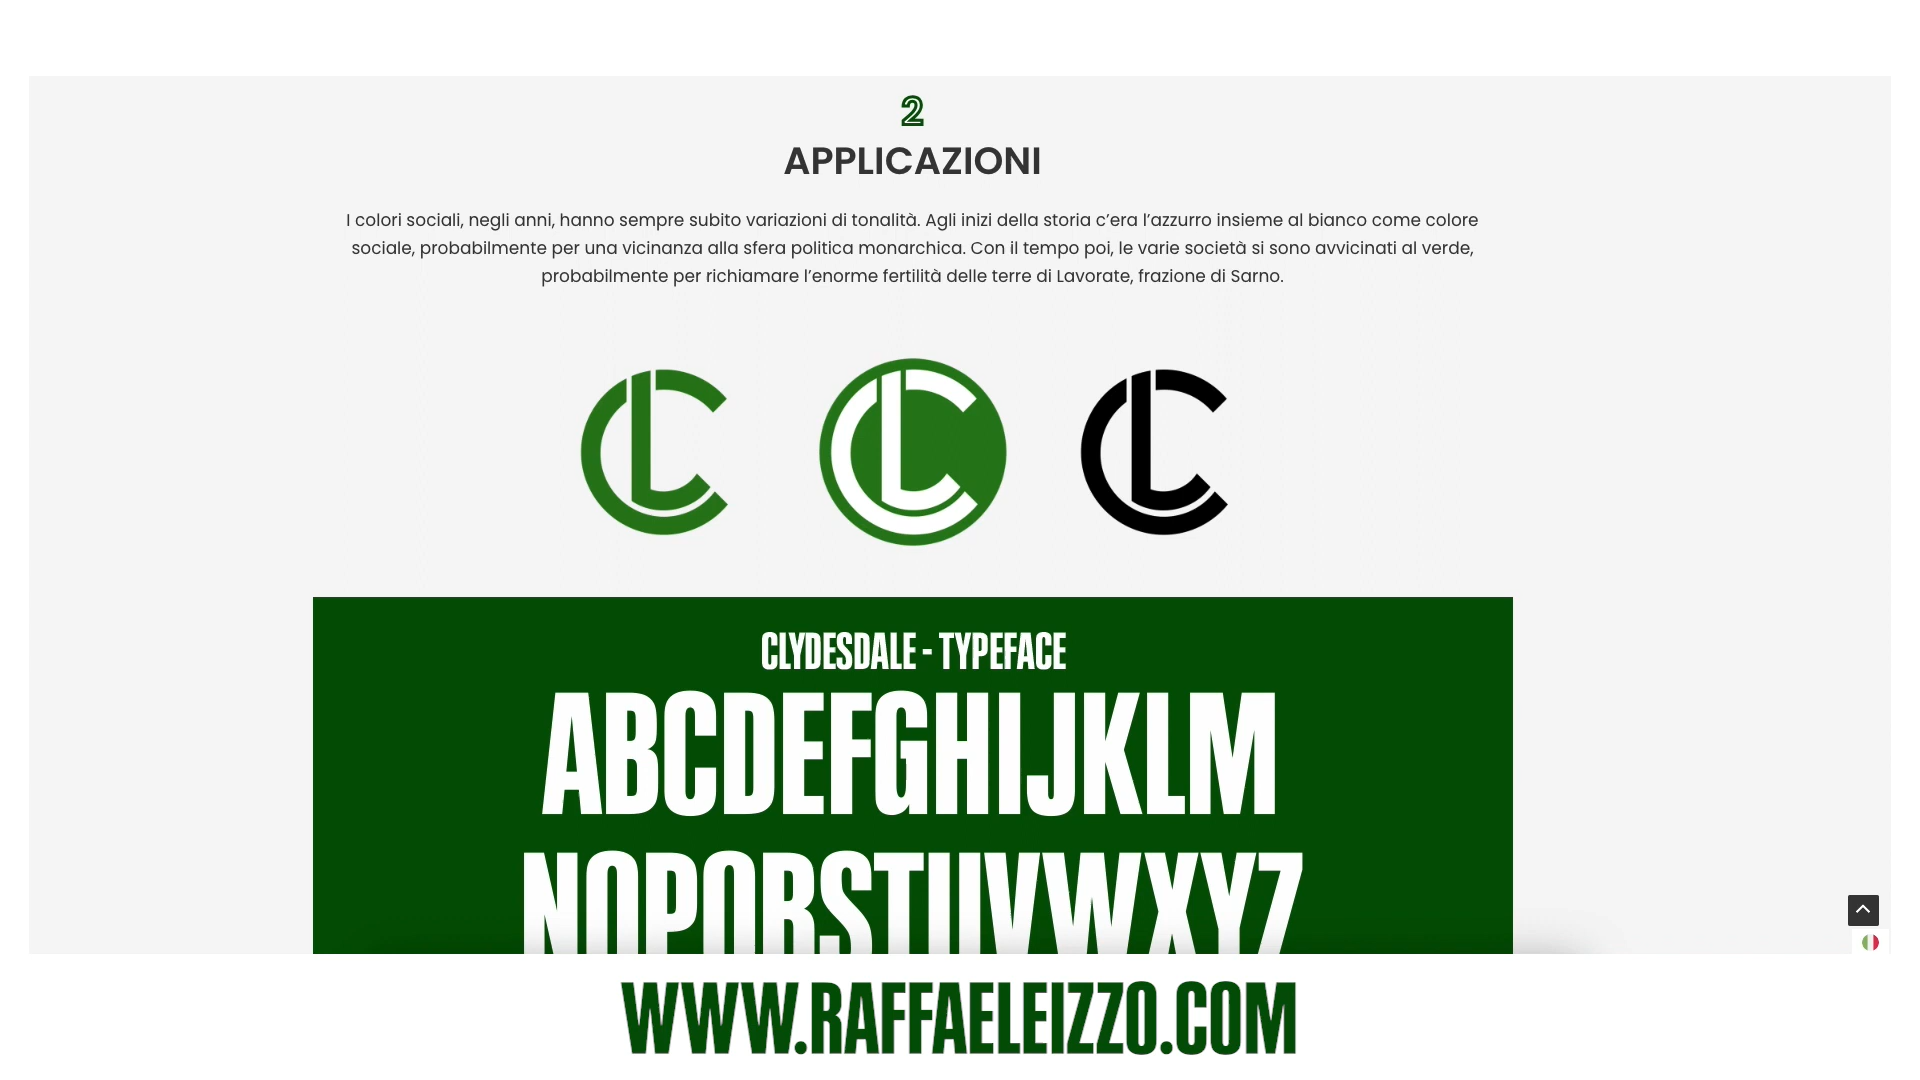 2
APPLICAZIONI
I colori sociali, negli anni, hanno sempre subito variazioni di tonalità. Agli inizi della storia c’era l’azzurro insieme al bianco come colore
sociale, probabilmente per una vicinanza alla sfera politica monarchica. Con il tempo poi, le varie società si sono avvicinati al verde,
probabilmente per richiamare l’enorme fertilità delle terre di Lavorate, frazione di Sarno.
CL CL CL
CLYDESDALE - TYPEFACE
ABCDEFGHIJKLM
NOPQRSTUVWXYZ
WWW.RAFFAELEIZZO.COM